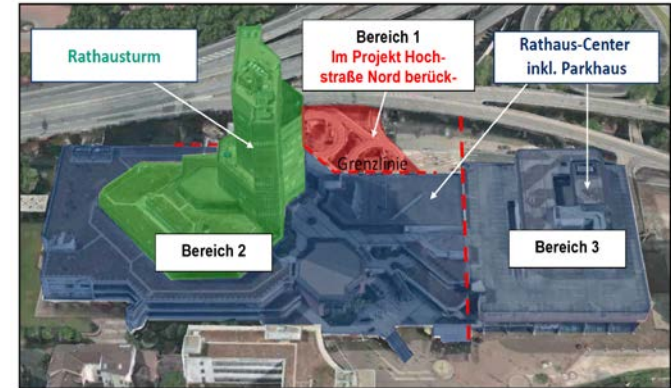 Rathausturm
Bereich 1
Im Projekt Hoch-
straße Nord berück-
Rathaus-Center
inkl. Parkhaus
Grenzlinie
Bereich 2
Bereich 3